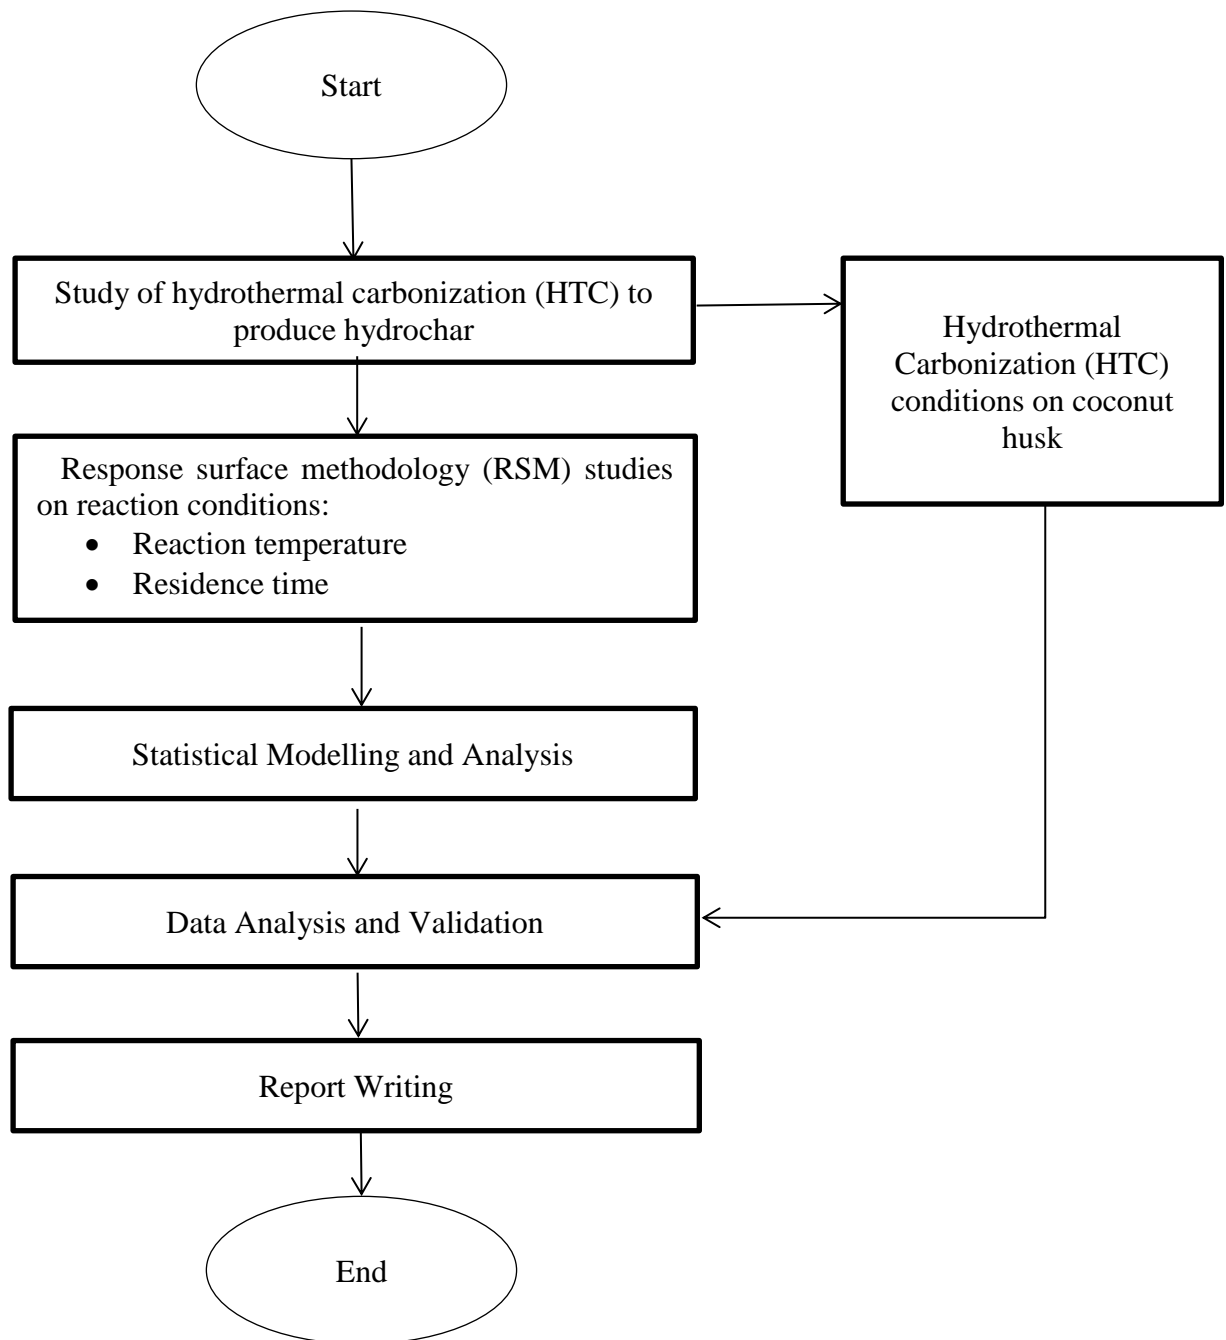 Start
Study of hydrothermal carbonization (HTC) to
produce hydrochar
Hydrothermal
Carbonization (HTC)
conditions on coconut
husk
Response surface methodology (RSM) studies
on reaction conditions:
• Reaction temperature
• Residence time
Statistical Modelling and Analysis
Data Analysis and Validation
Report Writing
End